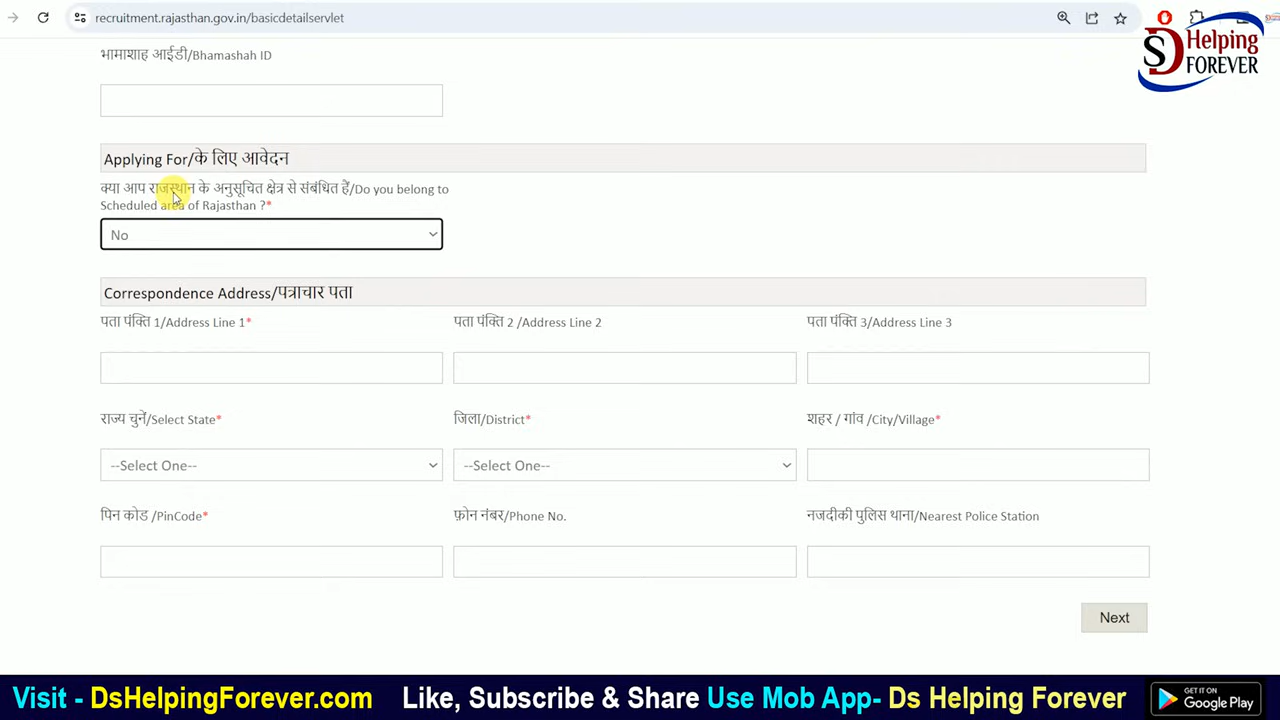 recruitment.rajasthan.gov.in/basicdetailservlet
SD Helping
FOREVER
भामाशाह आईडी/Bhamashah ID
Applying For/के लिए आवेदन
क्या आप राजस्थान के अनुसूचित क्षेत्र से संबंधित हैं/Do you belong to
Scheduled area of Rajasthan ?*
No
Correspondence Address/पत्राचार पता
पता पंक्ति 1/Address Line 1* पता पंक्ति 2 /Address Line 2 पता पंक्ति 3/Address Line 3
राज्य चुनें/Select State* जिला/District* शहर / गांव /City/Village*
--Select One-- --Select One--
पिन कोड /PinCode* फ़ोन नंबर/Phone No. नजदीकी पुलिस थाना/Nearest Police Station
Next
Visit - DsHelpingForever.com Like, Subscribe & Share Use Mob App- Ds Helping Forever GET IT ON
Google Play